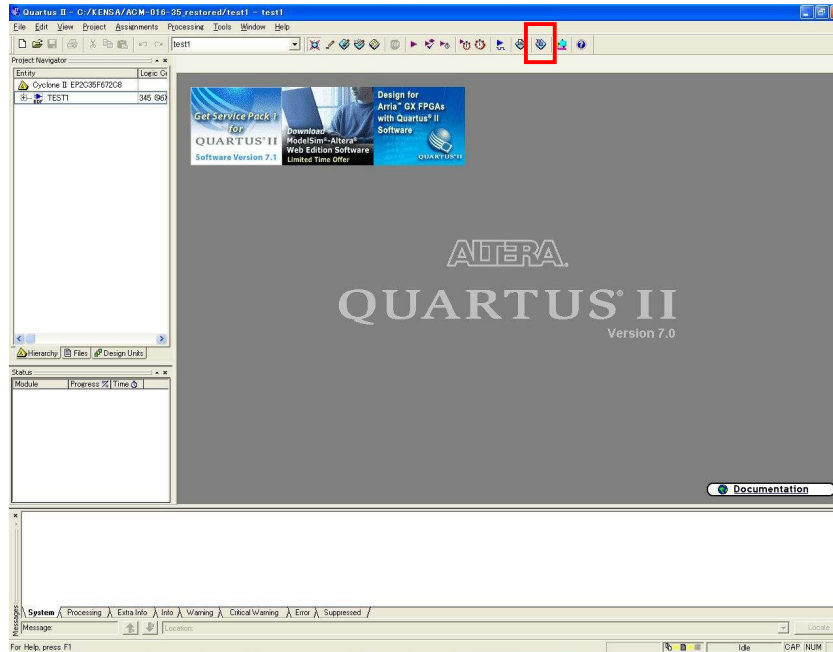 Quartus II - C:/KENSA/ACM-016-35_restored/test1 - test1
File Edit View Project Assignments Processing Tools Window Help
test1
Project Navigator
Entity Logic Ce
Cyclone II: EP2C35F672C8
TEST1 345 (96)
Hierarchy Files Design Units
Status
Module Progress % Time
Get Service Pack 1
for
QUARTUS II
Software Version 7.1
Download
ModelSim®-Altera®
Web Edition Software
Limited Time Offer
Design for
Arria™ GX FPGAs
with Quartus® II
Software
QUARTUS II
ALTERA.
QUARTUS® II
Version 7.0
Documentation
System Processing Extra Info Info Warning Critical Warning Error Suppressed
Messages
Message: Location: Locate
For Help, press F1 Idle CAP NUM